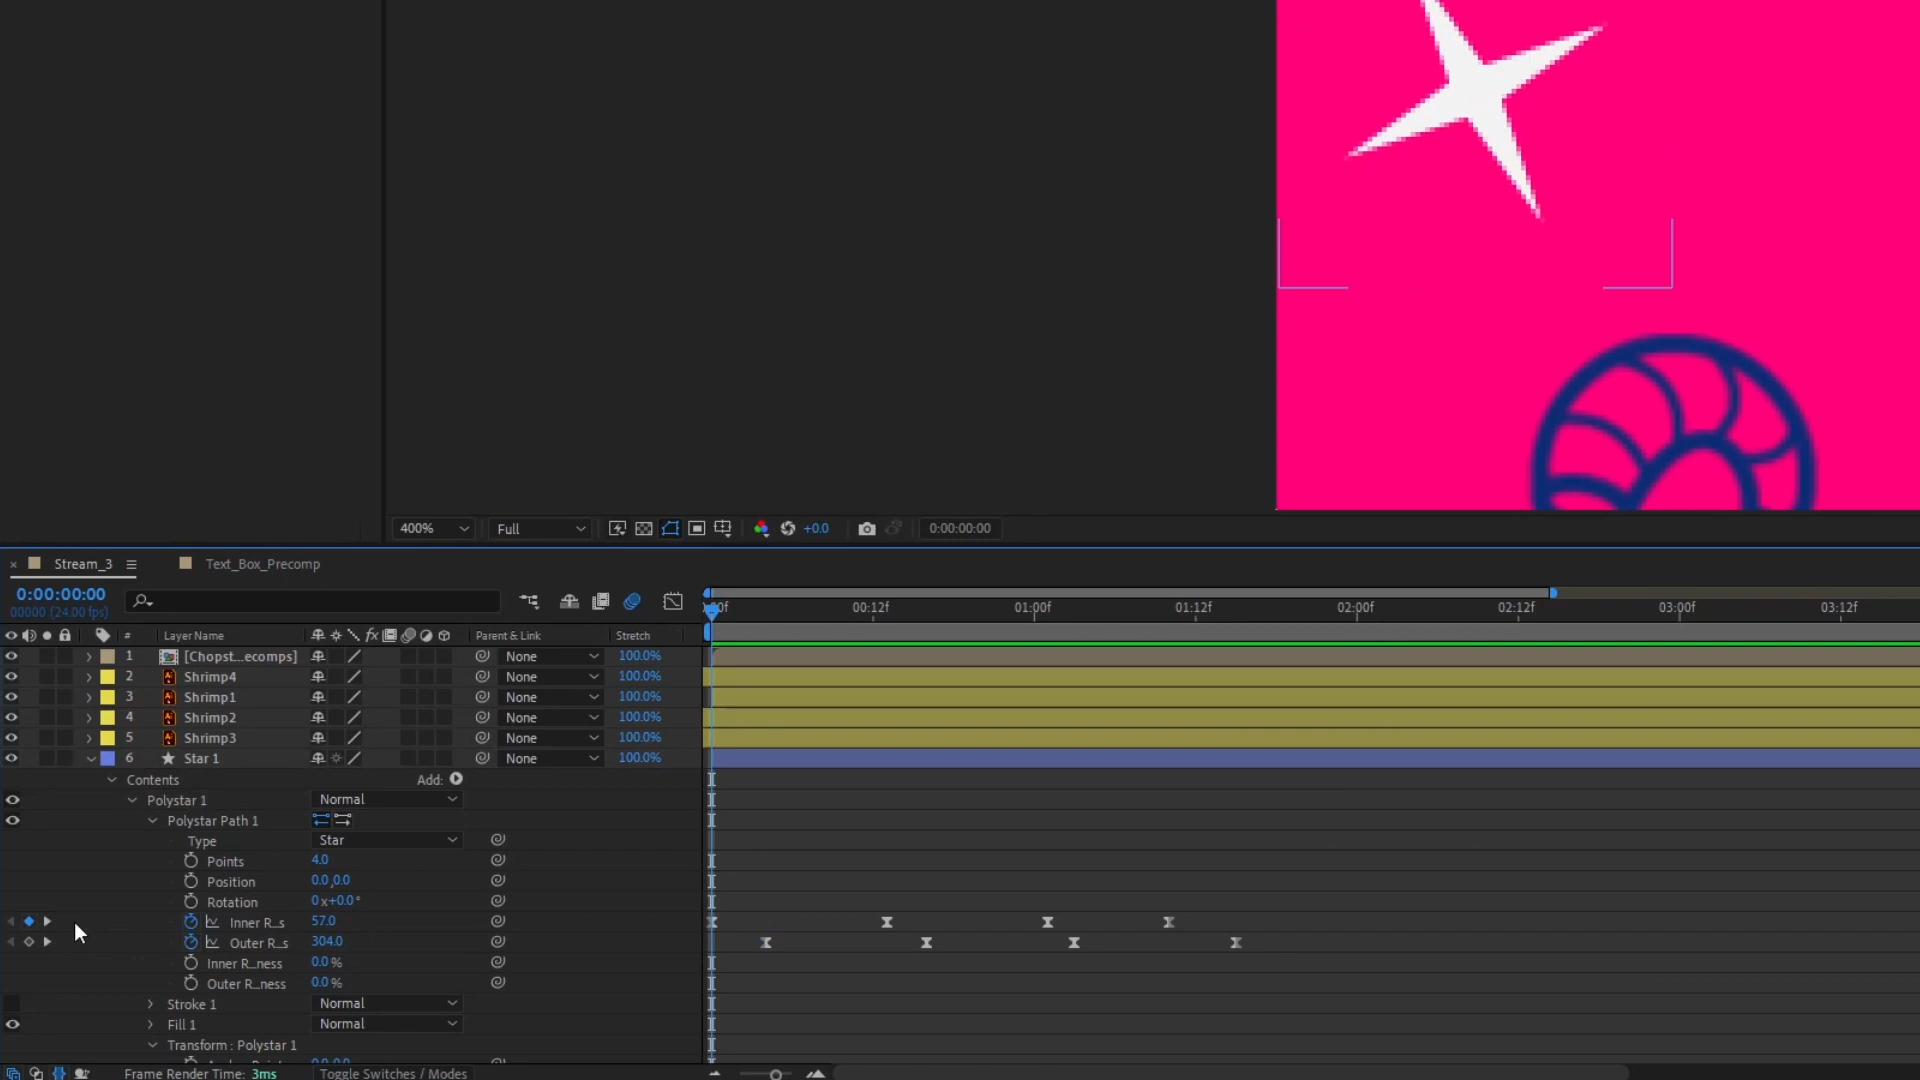 400%
Full
+0.0
0:00:00:00
Stream_3
Text_Box_Precomp
0:00:00:00
00000 (24.00 fps)
00:12f
01:00f
01:12f
02:00f
02:12f
03:00f
03:12f
#
Layer Name
fx
Parent & Link
Stretch
1
[Chopst...ecomps]
None
100.0%
2
Shrimp4
None
100.0%
3
Shrimp1
None
100.0%
4
Shrimp2
None
100.0%
5
Shrimp3
None
100.0%
6
Star 1
None
100.0%
Contents
Add:
Polystar 1
Normal
Polystar Path 1
Type
Star
Points
4.0
Position
0.0,0.0
Rotation
0x+0.0°
Inner R...s
57.0
Outer R...s
304.0
Inner R...ness
0.0%
Outer R...ness
0.0%
Stroke 1
Normal
Fill 1
Normal
Transform : Polystar 1
Frame Render Time: 3ms
Toggle Switches / Modes